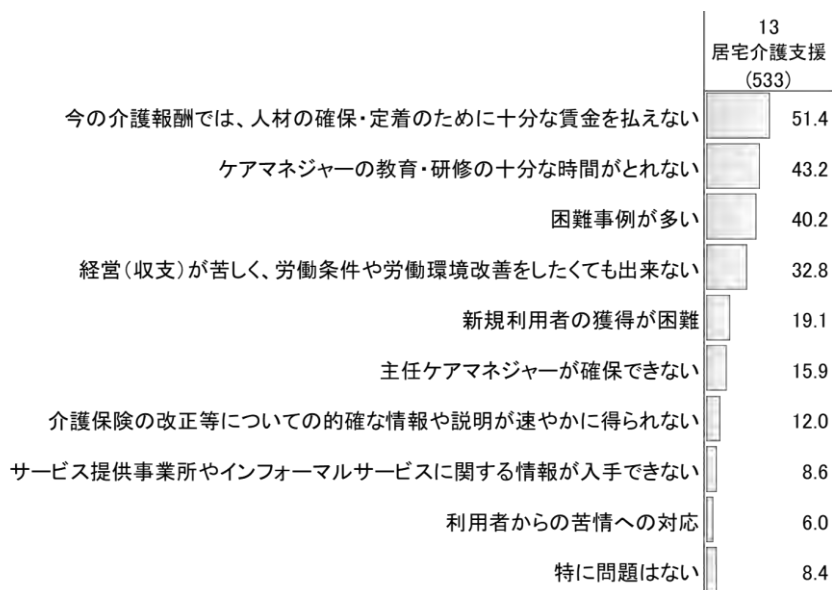 13
居宅介護支援
(533)
今の介護報酬では、人材の確保・定着のために十分な賃金を払えない 51.4
ケアマネジャーの教育・研修の十分な時間がとれない 43.2
困難事例が多い 40.2
経営(収支)が苦しく、労働条件や労働環境改善をしたくても出来ない 32.8
新規利用者の獲得が困難 19.1
主任ケアマネジャーが確保できない 15.9
介護保険の改正等についての的確な情報や説明が速やかに得られない 12.0
サービス提供事業所やインフォーマルサービスに関する情報が入手できない 8.6
利用者からの苦情への対応 6.0
特に問題はない 8.4